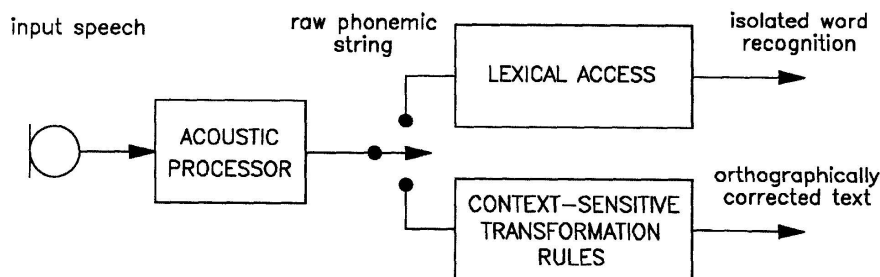 input speech
raw phonemic
string
isolated word
recognition
LEXICAL ACCESS
ACOUSTIC
PROCESSOR
orthographically
corrected text
CONTEXT-SENSITIVE
TRANSFORMATION
RULES